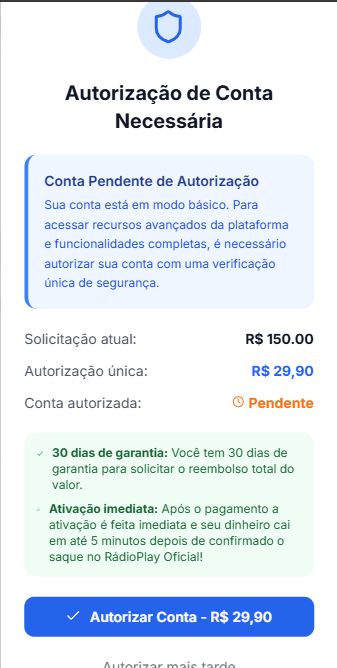 Autorização de Conta
Necessária
Conta Pendente de Autorização
Sua conta está em modo básico. Para
acessar recursos avançados da plataforma
e funcionalidades completas, é necessário
autorizar sua conta com uma verificação
única de segurança.
Solicitação atual: R$ 150.00
Autorização única: R$ 29,90
Conta autorizada: Pendente
30 dias de garantia: Você tem 30 dias de
garantia para solicitar o reembolso total do
valor.
Ativação imediata: Após o pagamento a
ativação é feita imediata e seu dinheiro cai
em até 5 minutos depois de confirmado o
saque no RádioPlay Oficial!
Autorizar Conta - R$ 29,90
Autorizar mais tarde